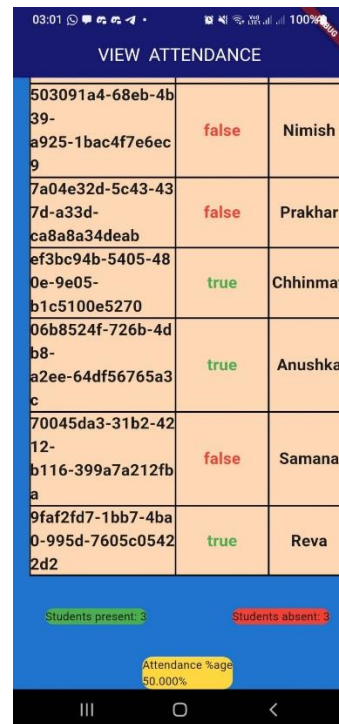 03:01
100%
VIEW ATTENDANCE
503091a4-68eb-4b
39-
a925-1bac4f7e6ec
9
false
Nimish
7a04e32d-5c43-43
7d-a33d-
ca8a8a34deab
false
Prakhar
ef3bc94b-5405-48
0e-9e05-
b1c5100e5270
true
Chhinma
06b8524f-726b-4d
b8-
a2ee-64df56765a3
c
true
Anushka
70045da3-31b2-42
12-
b116-399a7a212fb
a
false
Samana
9faf2fd7-1bb7-4ba
0-995d-7605c0542
2d2
true
Reva
Students present: 3
Students absent: 3
Attendance %age
50.000%